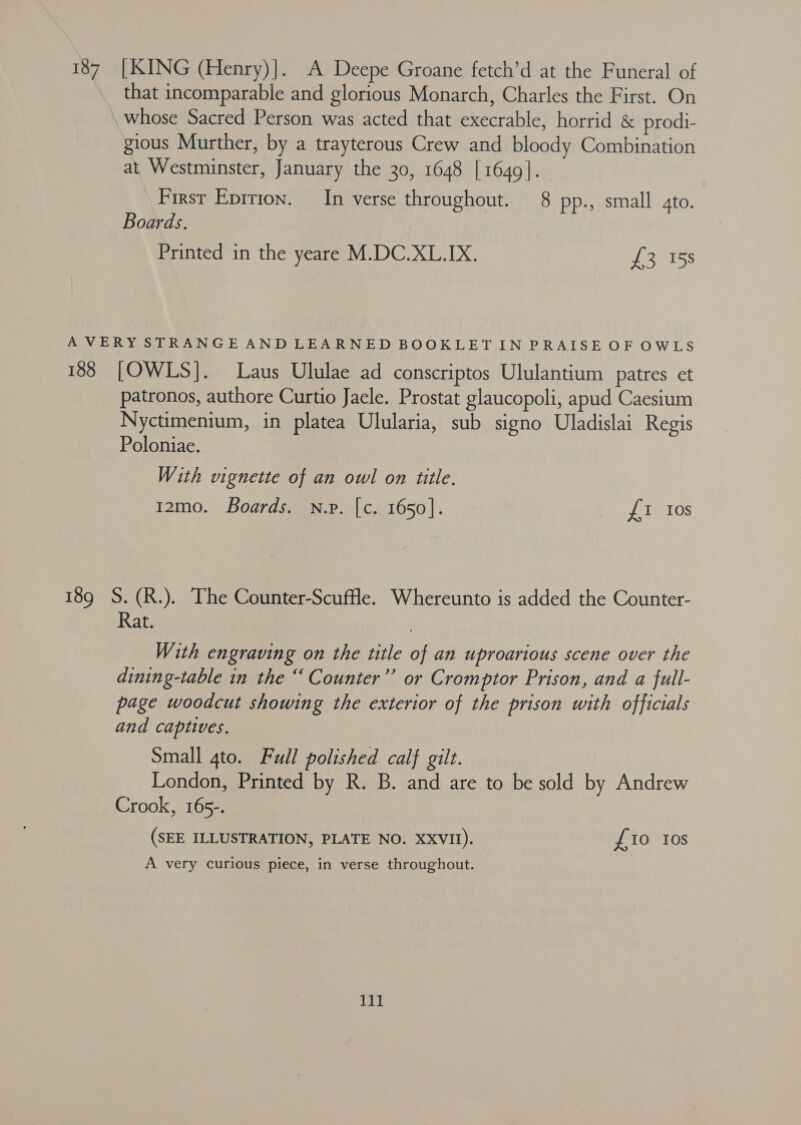 187 [KING (Henry)]. A Deepe Groane fetch'd at the Funeral of
that incomparable and glorious Monarch, Charles the First. On
whose Sacred Person was acted that execrable, horrid & prodi-
gious Murther, by a trayterous Crew and bloody Combination
at Westminster, January the 30, 1648 [1649].
FIRST EDITION. In verse throughout. 8 pp., small 4to.
Boards.
Printed in the yeare M.DC.XL.IX. £3 15s
A VERY STRANGE AND LEARNED BOOKLET IN PRAISE OF OWLS
188 [OWLS]. Laus Ululae ad conscriptos Ululantium patres et
patronos, authore Curtio Jaele. Prostat glaucopoli, apud Caesium
Nyctimenium, in platea Ulularia, sub signo Uladislai Regis
Poloniae.
With vignette of an owl on title.
12mo. Boards. N.P. [c. 1650]. £1 10s
189 S. (R.). The Counter-Scuffle. Whereunto is added the Counter-
Rat.
With engraving on the title of an uproarious scene over the
dining-table in the “Counter” or Cromptor Prison, and a full-
page woodcut showing the exterior of the prison with officials
and captives.
Small 4to. Full polished calf gilt.
London, Printed by R. B. and are to be sold by Andrew
Crook, 165-.
(SEE ILLUSTRATION, PLATE NO. XXVII). £10 10s
A very curious piece, in verse throughout.
111